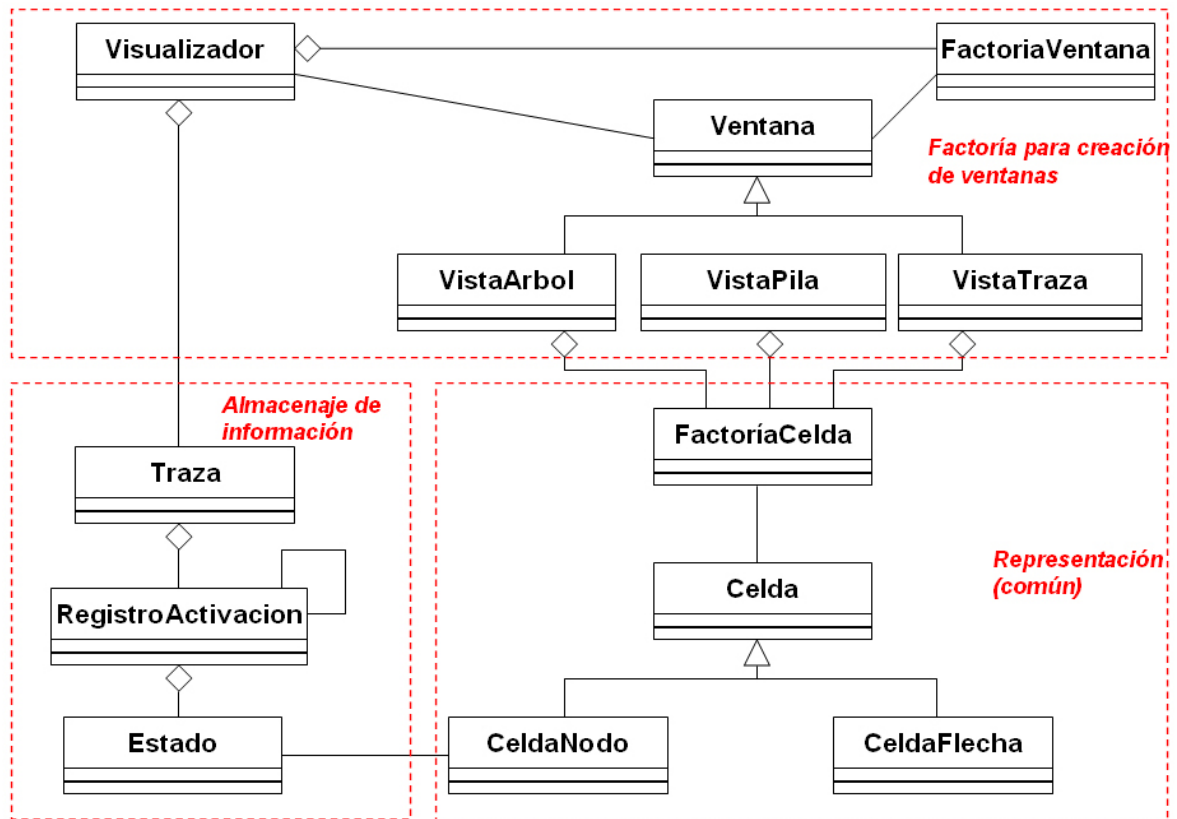 Visualizador
FactoriaVentana
Ventana
Factoría para creación
de ventanas
VistaArbol
VistaPila
VistaTraza
Almacenaje de
información
FactoríaCelda
Traza
Representación
(común)
Celda
RegistroActivacion
Estado
CeldaNodo
CeldaFlecha